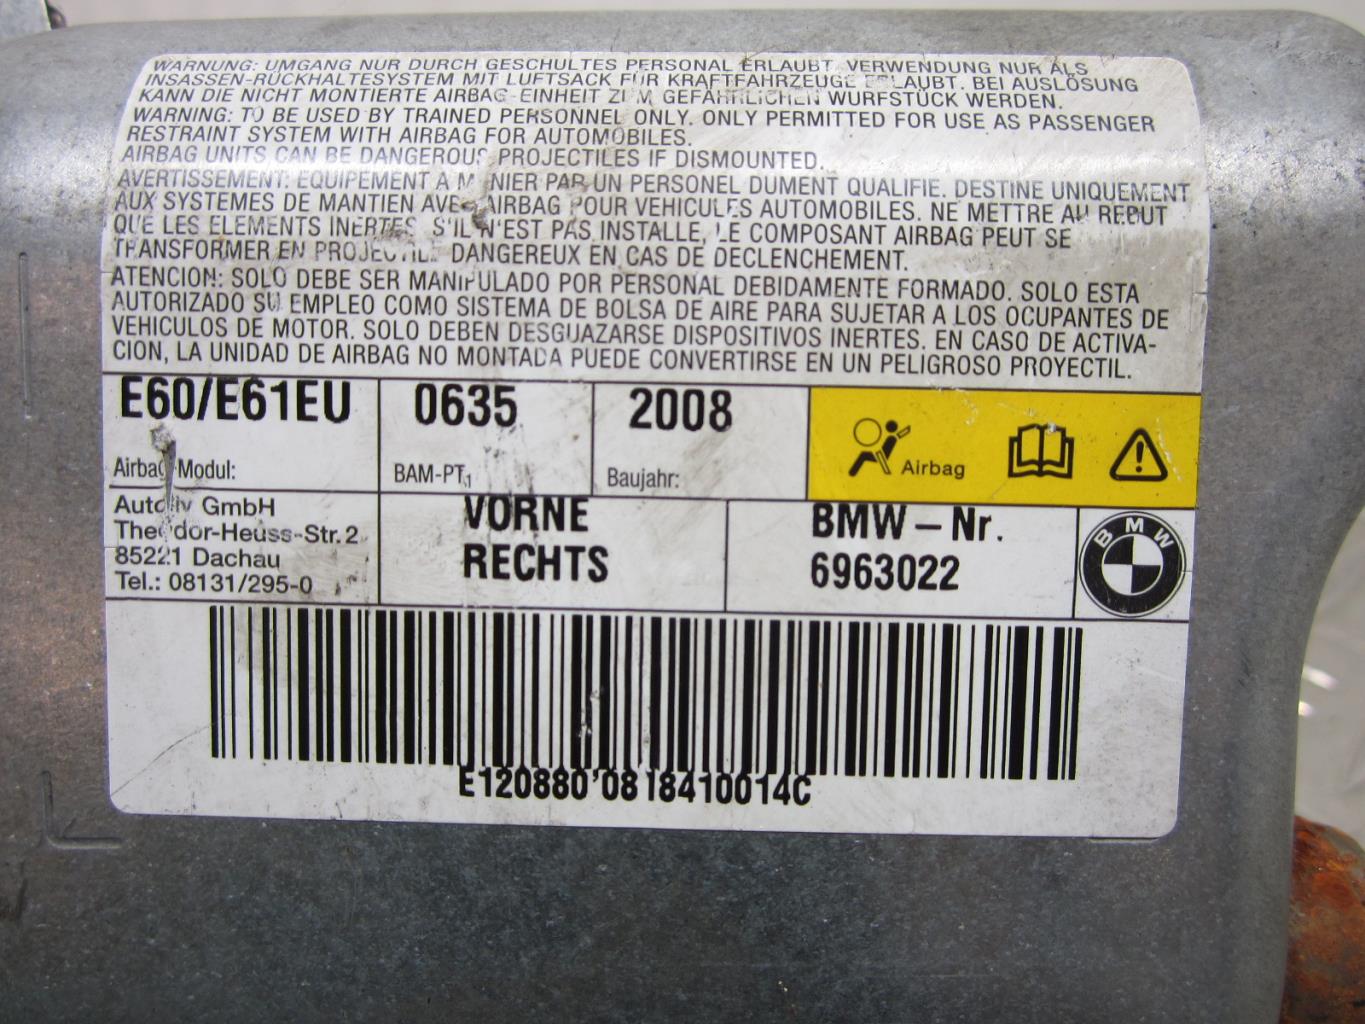 WARNUNG: UMGANG NUR DURCH GESCHULTES PERSONAL ERLAUBT. VERWENDUNG NUR ALS
INSASSEN-RÜCKHALTESYSTEM MIT LUFTSACK FÜR KRAFTFAHRZEUGE ERLAUBT. BEI AUSLÖSUNG
KANN DIE NICHT MONTIERTE AIRBAG-EINHEIT ZUM GEFÄHRLICHEN WURFSTÜCK WERDEN.
WARNING: TO BE USED BY TRAINED PERSONNEL ONLY. ONLY PERMITTED FOR USE AS PASSENGER
RESTRAINT SYSTEM WITH AIRBAG FOR AUTOMOBILES.
AIRBAG UNITS CAN BE DANGEROUS PROJECTILES IF DISMOUNTED.
AVERTISSEMENT: EQUIPEMENT A MANIER PAR UN PERSONEL DUMENT QUALIFIE. DESTINE UNIQUEMENT
AUX SYSTEMES DE MANTIEN AVEC AIRBAG POUR VEHICULES AUTOMOBILES. NE METTRE AU REBUT
QUE LES ELEMENTS INERTES. S'IL N'EST PAS INSTALLE, LE COMPOSANT AIRBAG PEUT SE
TRANSFORMER EN PROJECTILE DANGEREUX EN CAS DE DECLENCHEMENT.
ATENCION: SOLO DEBE SER MANIPULADO POR PERSONAL DEBIDAMENTE FORMADO. SOLO ESTA
AUTORIZADO SU EMPLEO COMO SISTEMA DE BOLSA DE AIRE PARA SUJETAR A LOS OCUPANTES DE
VEHICULOS DE MOTOR. SOLO DEBEN DESGUAZARSE DISPOSITIVOS INERTES. EN CASO DE ACTIVA-
CION, LA UNIDAD DE AIRBAG NO MONTADA PUEDE CONVERTIRSE EN UN PELIGROSO PROYECTIL.
E60/E61EU 0635 2008
Airbag-Modul: BAM-PT1 Baujahr: Airbag
Autoliv GmbH
Theodor-Heuss-Str. 2
85221 Dachau
Tel.: 08131/295-0
VORNE
RECHTS
BMW-Nr.
6963022
BMW
E120880'0818410014C